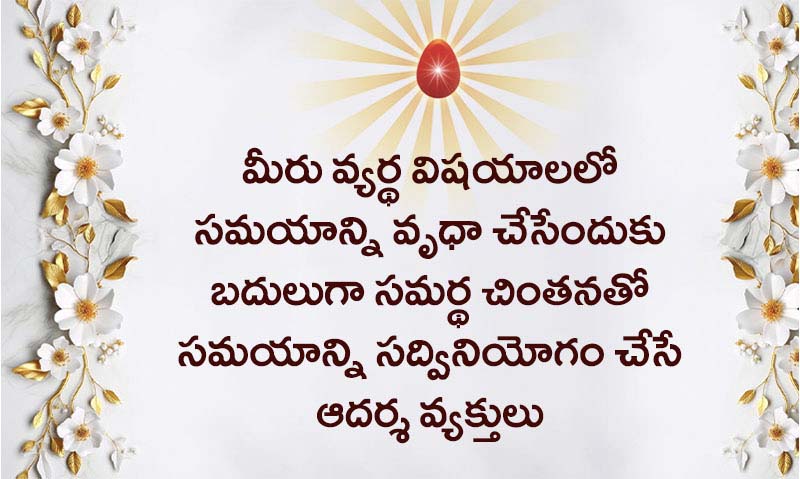 మీరు వ్యర్థ విషయాలలో
సమయాన్ని వృధా చేసేందుకు
బదులుగా సమర్థ చింతనతో
సమయాన్ని సద్వినియోగం చేసే
ఆదర్శ వ్యక్తులు